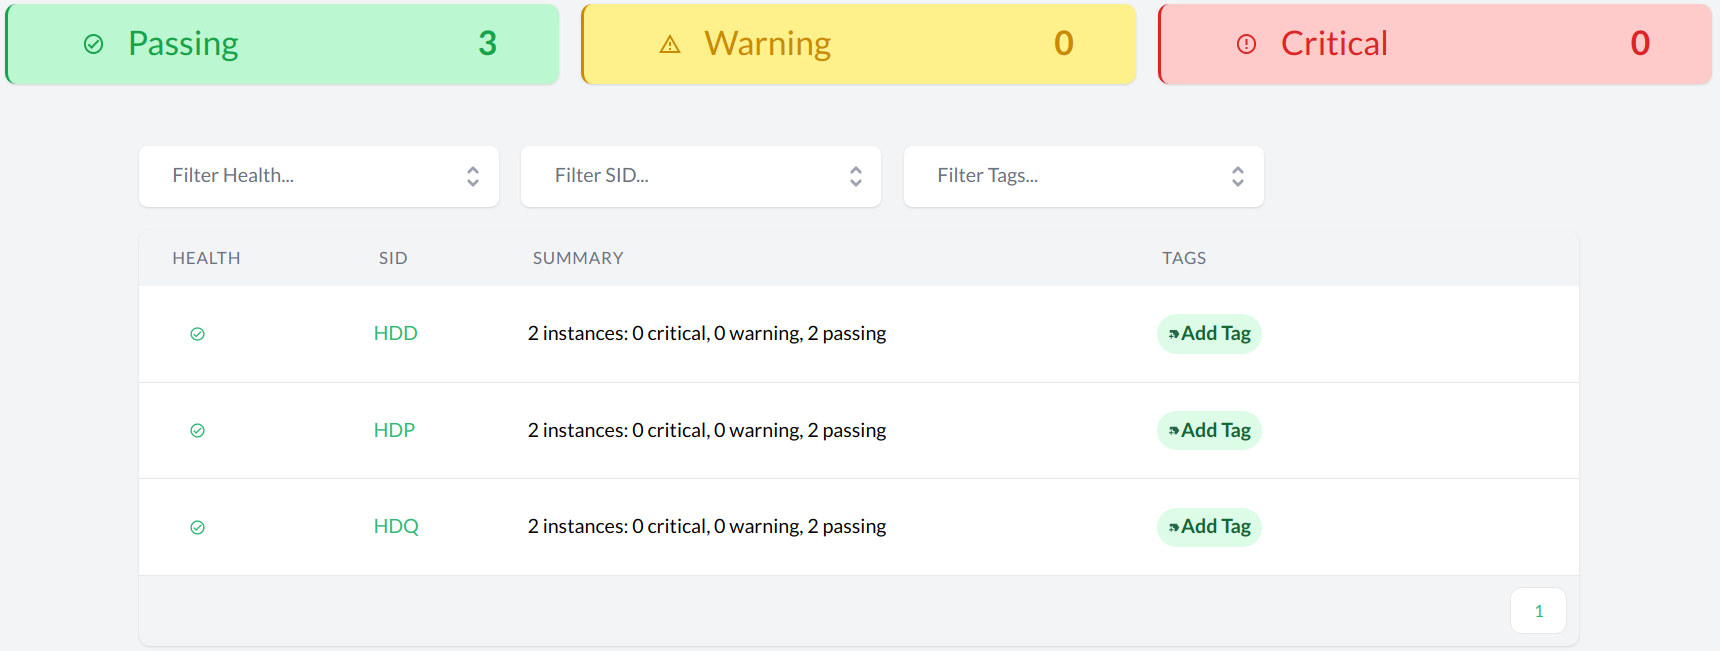 Passing 3 Warning 0 Critical 0
Filter Health... Filter SID... Filter Tags...
HEALTH SID SUMMARY TAGS
HDD 2 instances: 0 critical, 0 warning, 2 passing Add Tag
HDP 2 instances: 0 critical, 0 warning, 2 passing Add Tag
HDQ 2 instances: 0 critical, 0 warning, 2 passing Add Tag
1